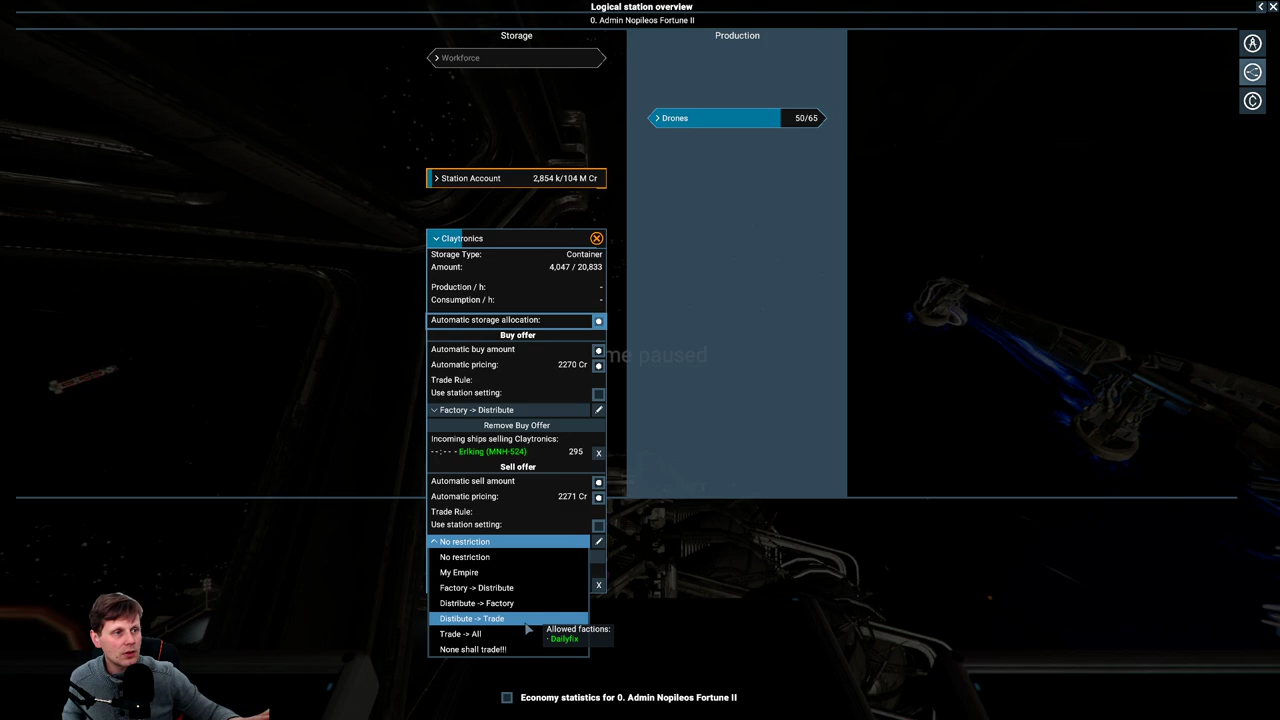 Logical station overview
0. Admin Nopileos Fortune II
Storage
Production
Workforce
Drones 50/65
Station Account 2,854 k/104 M Cr
Claytronics
Storage Type: Container
Amount: 4,047 / 20,833
Production / h: -
Consumption / h: -
Automatic storage allocation:
Buy offer
Automatic buy amount
Automatic pricing: 2270 Cr
Trade Rule:
Use station setting:
Factory -> Distribute
Remove Buy Offer
Incoming ships selling Claytronics:
--:-- - Erlking (MNH-524) 295 X
Sell offer
Automatic sell amount
Automatic pricing: 2271 Cr
Trade Rule:
Use station setting:
No restriction
No restriction
My Empire
Factory -> Distribute
X
Distribute -> Factory
Distibute -> Trade
Trade -> All
None shall trade!!!
Allowed factions:
· Dailyfix
me paused
Economy statistics for 0. Admin Nopileos Fortune II